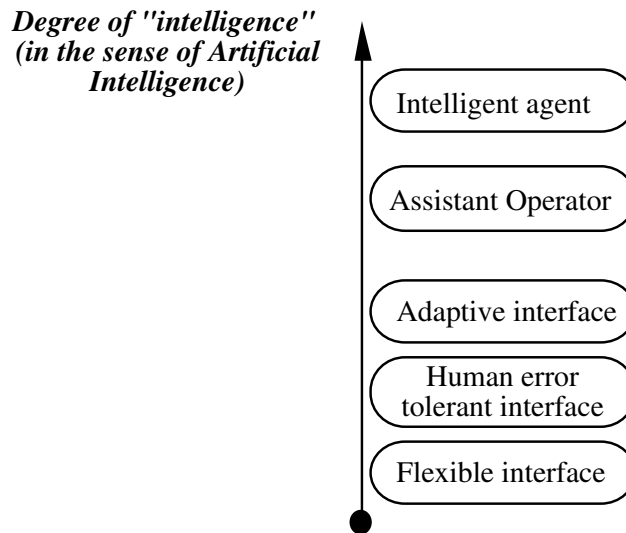 Degree of "intelligence"
(in the sense of Artificial
Intelligence)
Intelligent agent
Assistant Operator
Adaptive interface
Human error
tolerant interface
Flexible interface